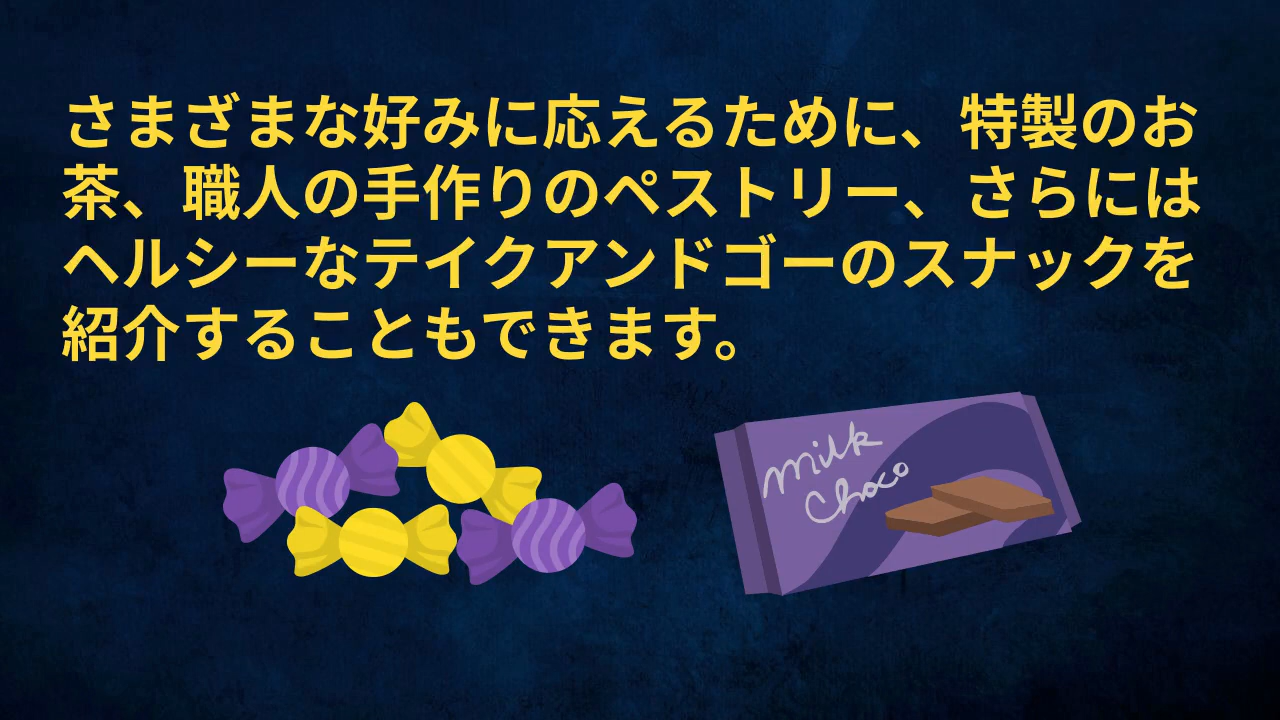 さまざまな好みに応えるために、特製のお
茶、職人の手作りのペストリー、さらには
ヘルシーなテイクアンドゴーのスナックを
紹介することもできます。
milk
Choco